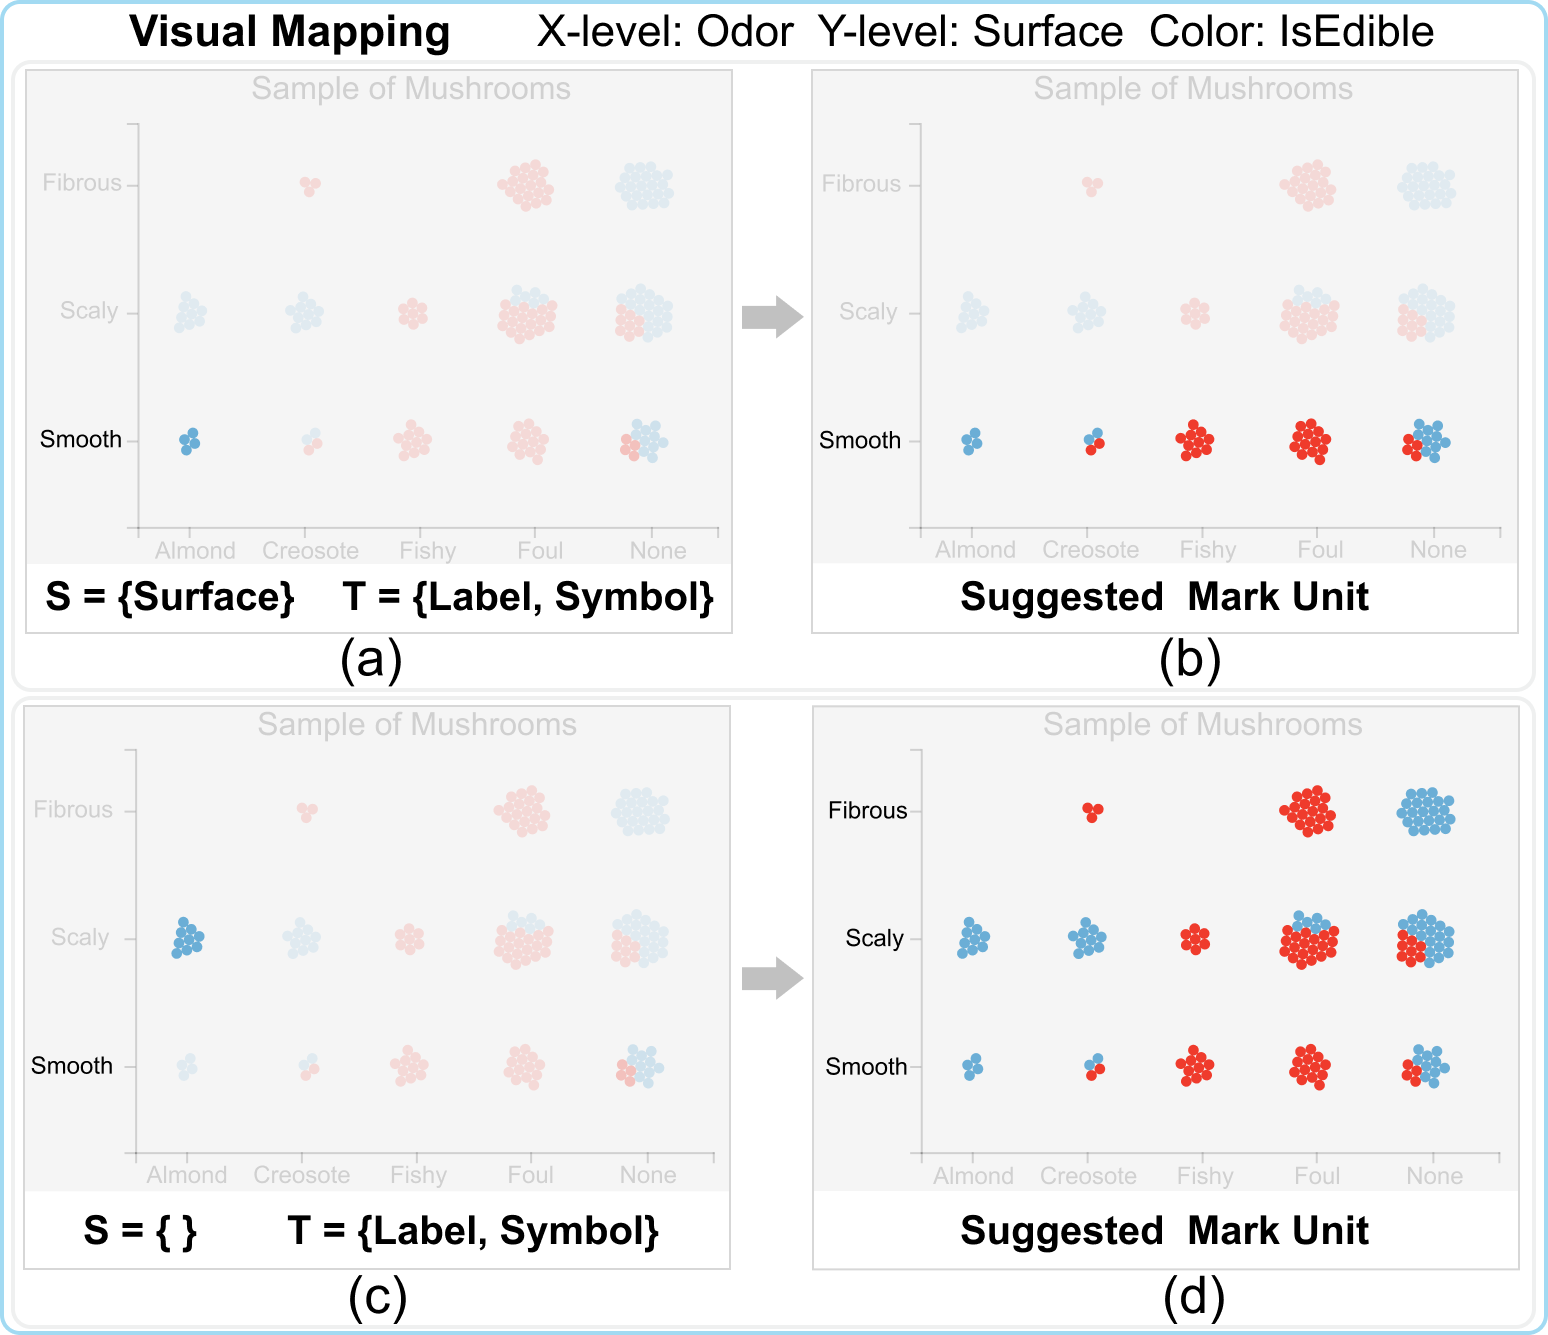 Visual Mapping X-level: Odor Y-level: Surface Color: IsEdible
Sample of Mushrooms
Fibrous
Scaly
Smooth
Almond Creosote Fishy Foul None
S = {Surface} T = {Label, Symbol}
(a)
Sample of Mushrooms
Fibrous
Scaly
Smooth
Almond Creosote Fishy Foul None
Suggested Mark Unit
(b)
Sample of Mushrooms
Fibrous
Scaly
Smooth
Almond Creosote Fishy Foul None
S = { } T = {Label, Symbol}
(c)
Sample of Mushrooms
Fibrous
Scaly
Smooth
Almond Creosote Fishy Foul None
Suggested Mark Unit
(d)